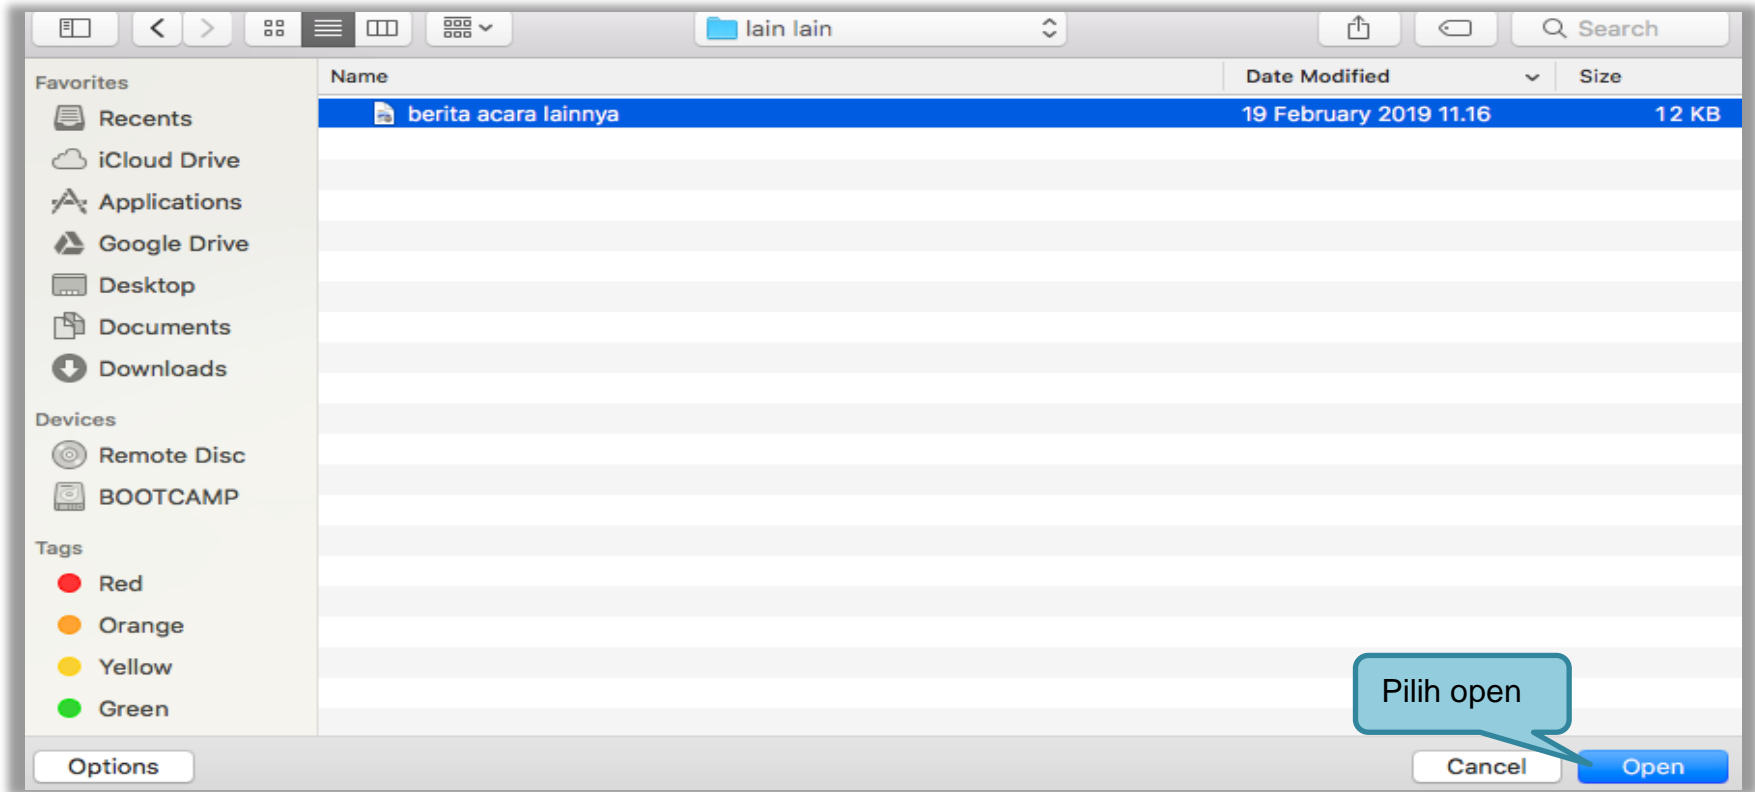 lain lain
Search
Favorites
Recents
iCloud Drive
Applications
Google Drive
Desktop
Documents
Downloads
Devices
Remote Disc
BOOTCAMP
Tags
Red
Orange
Yellow
Green
Name Date Modified Size
berita acara lainnya 19 February 2019 11.16 12 KB
Pilih open
Options Cancel Open